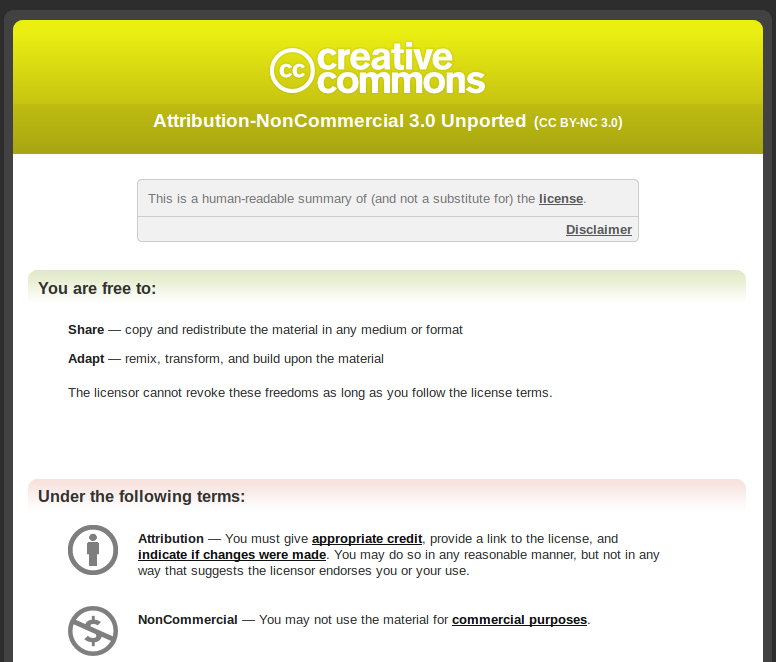 cc creative
commons
Attribution-NonCommercial 3.0 Unported (CC BY-NC 3.0)
This is a human-readable summary of (and not a substitute for) the license.
Disclaimer
You are free to:
Share — copy and redistribute the material in any medium or format
Adapt — remix, transform, and build upon the material
The licensor cannot revoke these freedoms as long as you follow the license terms.
Under the following terms:
Attribution — You must give appropriate credit, provide a link to the license, and
indicate if changes were made. You may do so in any reasonable manner, but not in any
way that suggests the licensor endorses you or your use.
$
NonCommercial — You may not use the material for commercial purposes.